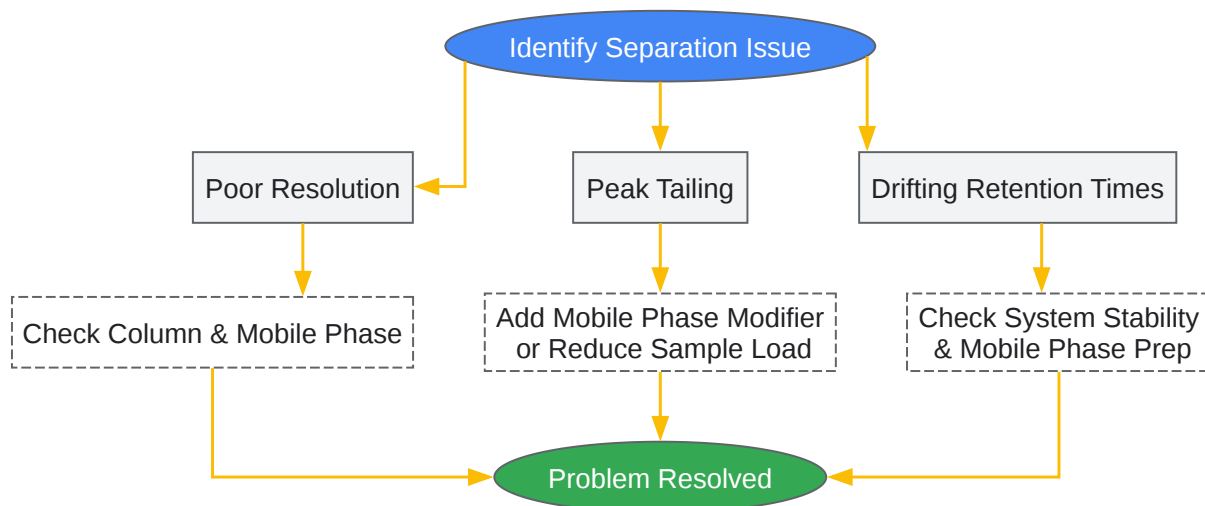 Identify Separation Issue
Poor Resolution
Peak Tailing
Drifting Retention Times
Check Column & Mobile Phase
Add Mobile Phase Modifier
or Reduce Sample Load
Check System Stability
& Mobile Phase Prep
Problem Resolved